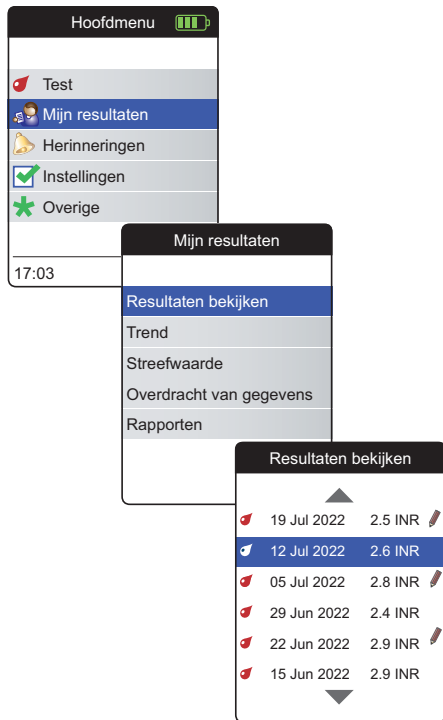 Hoofdmenu
Test
Mijn resultaten
Herinneringen
Instellingen
Overige
17:03
Mijn resultaten
Resultaten bekijken
Trend
Streefwaarde
Overdracht van gegevens
Rapporten
Resultaten bekijken
19 Jul 2022 2.5 INR
12 Jul 2022 2.6 INR
05 Jul 2022 2.8 INR
29 Jun 2022 2.4 INR
22 Jun 2022 2.9 INR
15 Jun 2022 2.9 INR